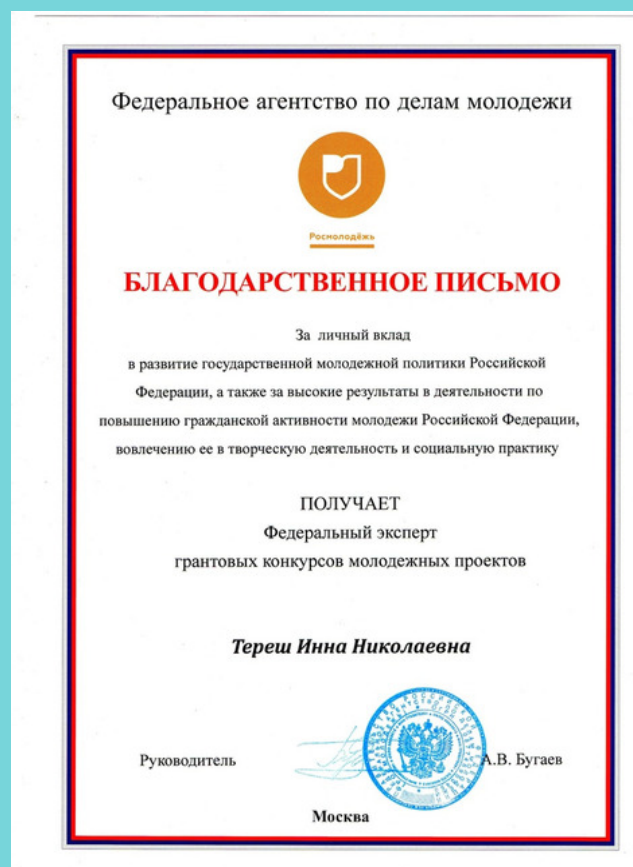 Федеральное агентство по делам молодежи
Росмолодёжь
БЛАГОДАРСТВЕННОЕ ПИСЬМО
За личный вклад
в развитие государственной молодежной политики Российской
Федерации, а также за высокие результаты в деятельности по
повышению гражданской активности молодежи Российской Федерации,
вовлечению ее в творческую деятельность и социальную практику
ПОЛУЧАЕТ
Федеральный эксперт
грантовых конкурсов молодежных проектов
Тереш Инна Николаевна
Руководитель
А.В. Бугаев
Москва